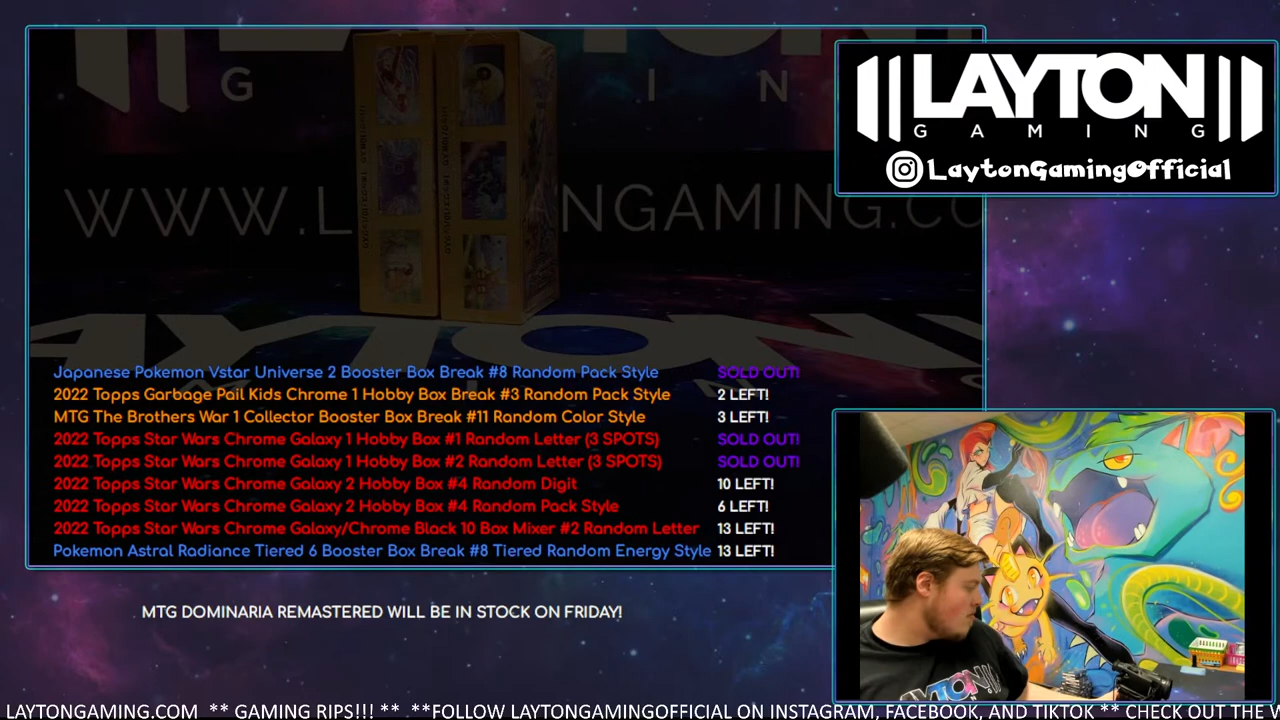 LAYTON
GAMING
LaytonGamingOfficial
G I N
WWW.L NGAMING.CO
LAYTON
Japanese Pokemon Vstar Universe 2 Booster Box Break #8 Random Pack Style SOLD OUT!
2022 Topps Garbage Pail Kids Chrome 1 Hobby Box Break #3 Random Pack Style 2 LEFT!
MTG The Brothers War 1 Collector Booster Box Break #11 Random Color Style 3 LEFT!
2022 Topps Star Wars Chrome Galaxy 1 Hobby Box #1 Random Letter (3 SPOTS) SOLD OUT!
2022 Topps Star Wars Chrome Galaxy 1 Hobby Box #2 Random Letter (3 SPOTS) SOLD OUT!
2022 Topps Star Wars Chrome Galaxy 2 Hobby Box #4 Random Digit 10 LEFT!
2022 Topps Star Wars Chrome Galaxy 2 Hobby Box #4 Random Pack Style 6 LEFT!
2022 Topps Star Wars Chrome Galaxy/Chrome Black 10 Box Mixer #2 Random Letter 13 LEFT!
Pokemon Astral Radiance Tiered 6 Booster Box Break #8 Tiered Random Energy Style 13 LEFT!
MTG DOMINARIA REMASTERED WILL BE IN STOCK ON FRIDAY!
LAYTON
LAYTONGAMING.COM ** GAMING RIPS!!! ** **FOLLOW LAYTONGAMINGOFFICIAL ON INSTAGRAM, FACEBOOK, AND TIKTOK ** CHECK OUT THE